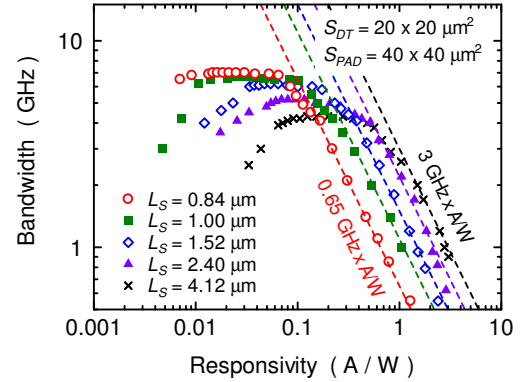 10
S_DT = 20 x 20 µm²
S_PAD = 40 x 40 µm²
Bandwidth ( GHz )
3 GHz x A/W
0.65 GHz x A/W
1
L_S = 0.84 µm
L_S = 1.00 µm
L_S = 1.52 µm
L_S = 2.40 µm
L_S = 4.12 µm
0.001 0.01 0.1 1 10
Responsivity ( A / W )